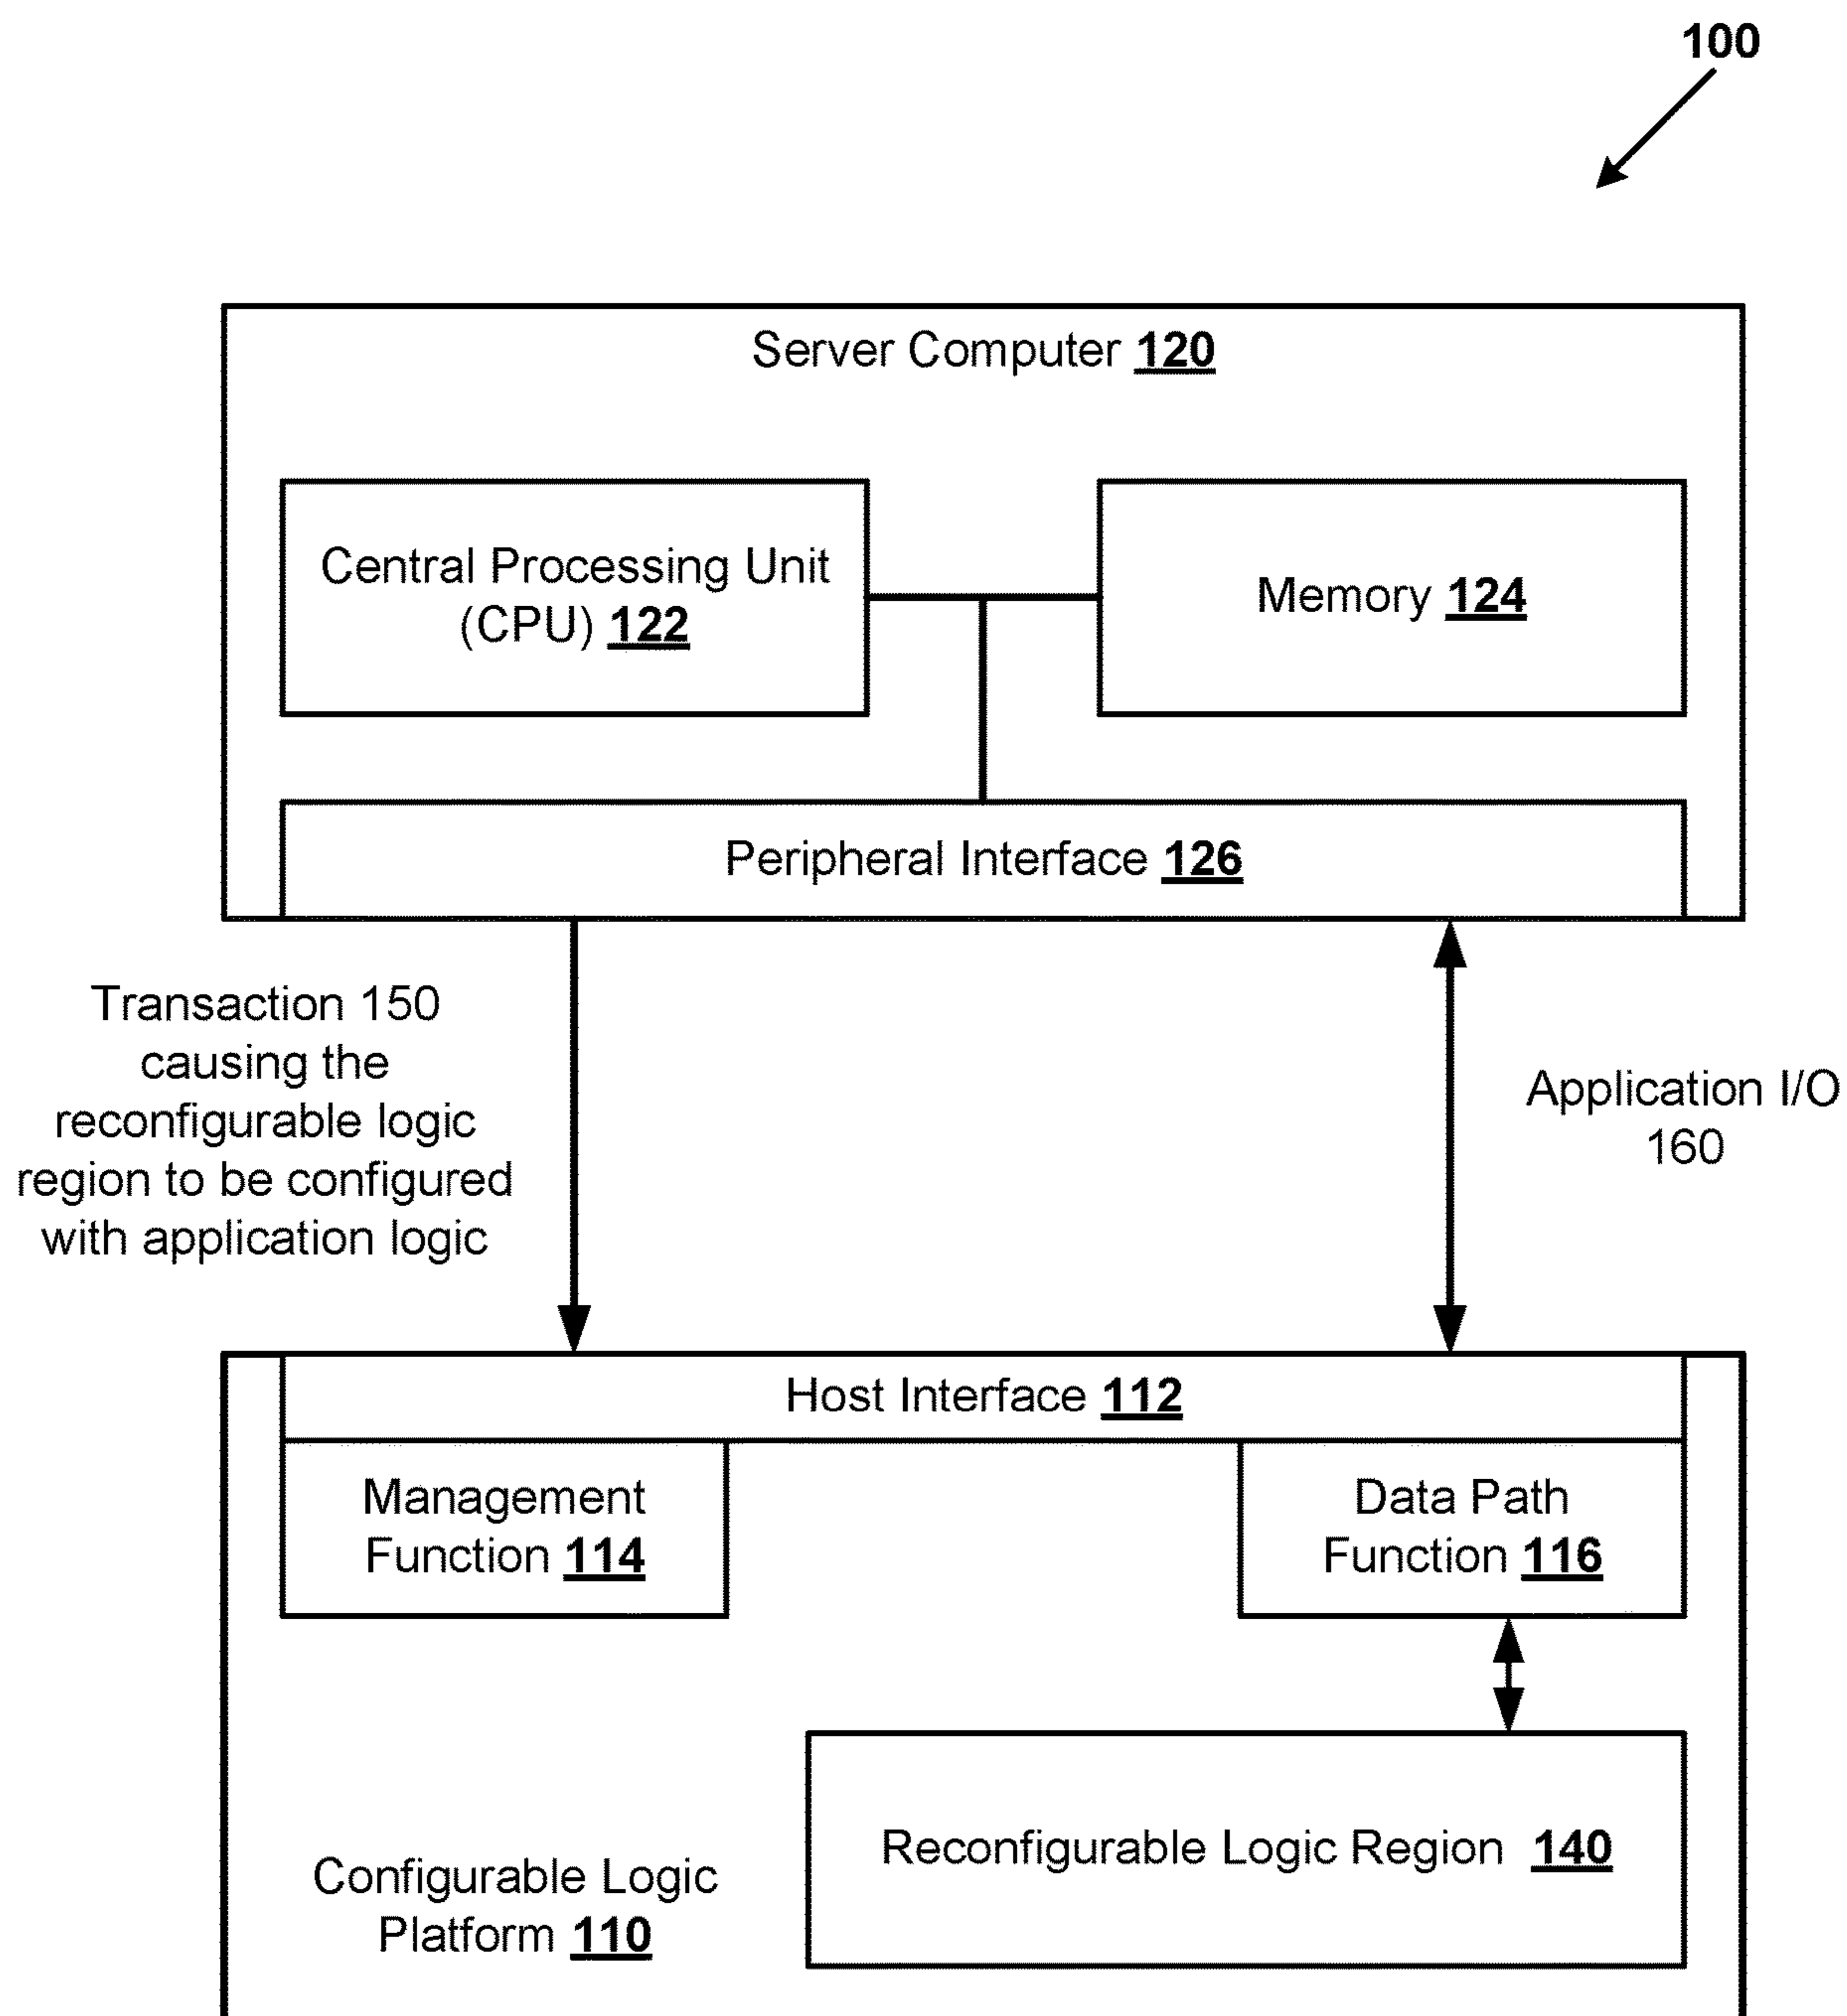 100
Server Computer 120
Central Processing Unit
(CPU) 122
Memory 124
Peripheral Interface 126
Transaction 150
causing the
reconfigurable logic
region to be configured
with application logic
Application I/O
160
Host Interface 112
Management
Function 114
Data Path
Function 116
Reconfigurable Logic Region 140
Configurable Logic
Platform 110